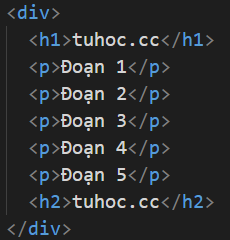 <div>
<h1>tuhoc.cc</h1>
<p>Đoạn 1</p>
<p>Đoạn 2</p>
<p>Đoạn 3</p>
<p>Đoạn 4</p>
<p>Đoạn 5</p>
<h2>tuhoc.cc</h2>
</div>